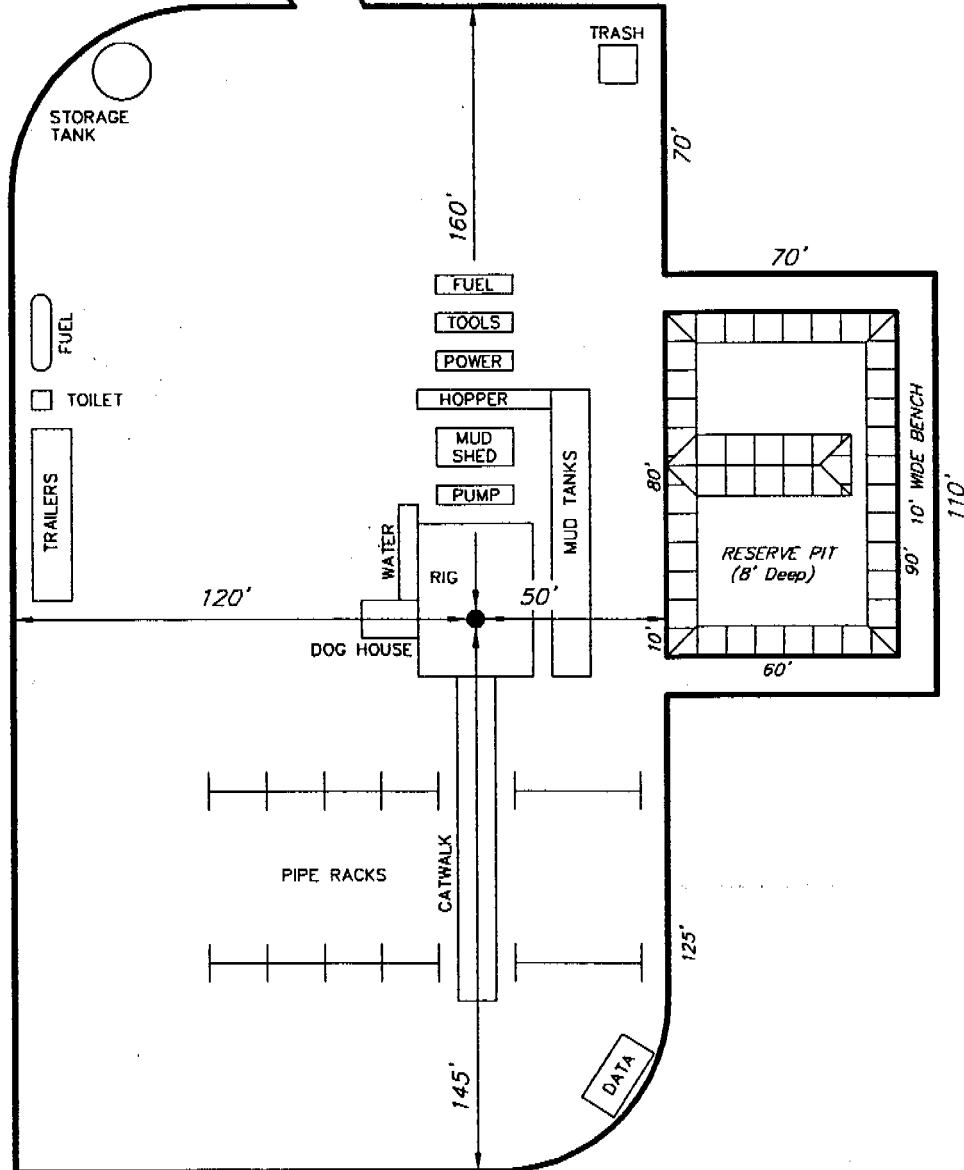 TRASH
STORAGE
TANK
70'
160'
70'
FUEL
FUEL
TOOLS
POWER
TOILET
HOPPER
MUD
SHED
PUMP
MUD TANKS
TRAILERS
WATER
80'
10' WIDE BENCH
110'
90'
RESERVE PIT
(8' Deep)
RIG
120'
50'
DOG HOUSE
10'
60'
PIPE RACKS
CATWALK
125'
DATA
145'